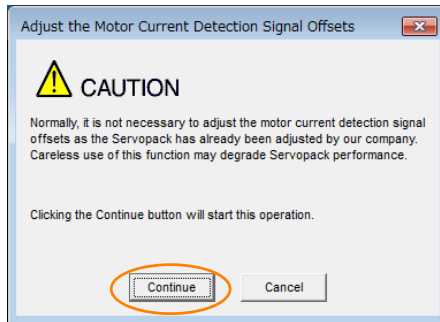 Adjust the Motor Current Detection Signal Offsets
CAUTION
Normally, it is not necessary to adjust the motor current detection signal
offsets as the Servopack has already been adjusted by our company.
Careless use of this function may degrade Servopack performance.
Clicking the Continue button will start this operation.
Continue
Cancel